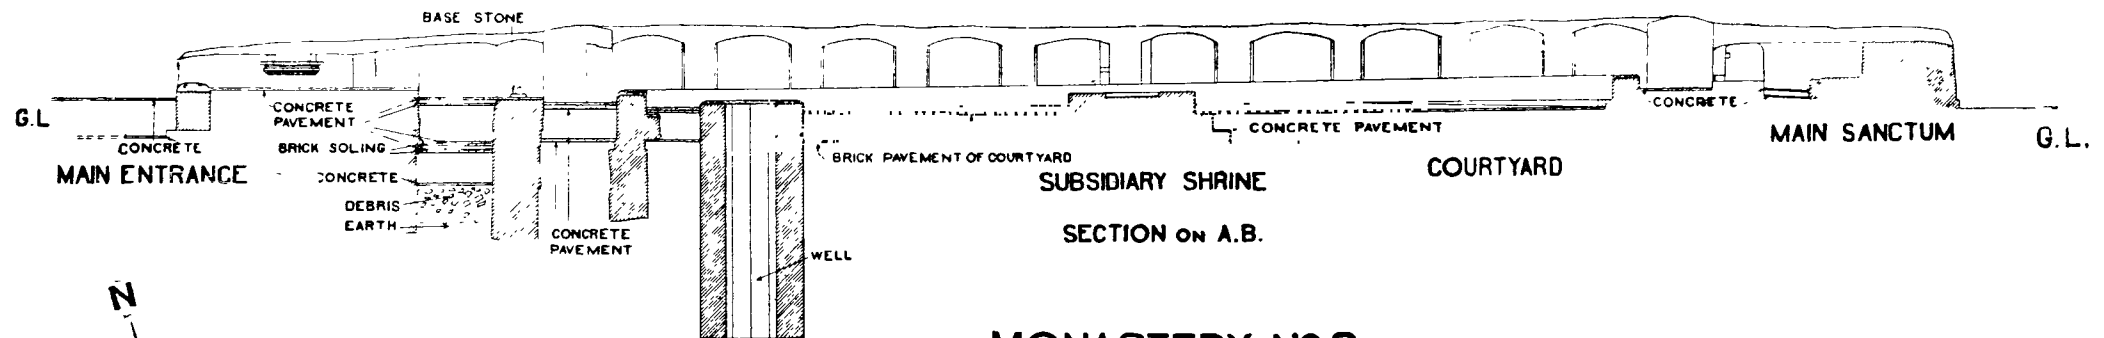 BASE STONE
G.L
CONCRETE
PAVEMENT
CONCRETE
BRICK SOLING
MAIN ENTRANCE
CONCRETE
DEBRIS
EARTH
CONCRETE
PAVEMENT
WELL
BRICK PAVEMENT OF COURTYARD
CONCRETE PAVEMENT
CONCRETE
SUBSIDIARY SHRINE
COURTYARD
MAIN SANCTUM
G.L.
SECTION ON A.B.
N